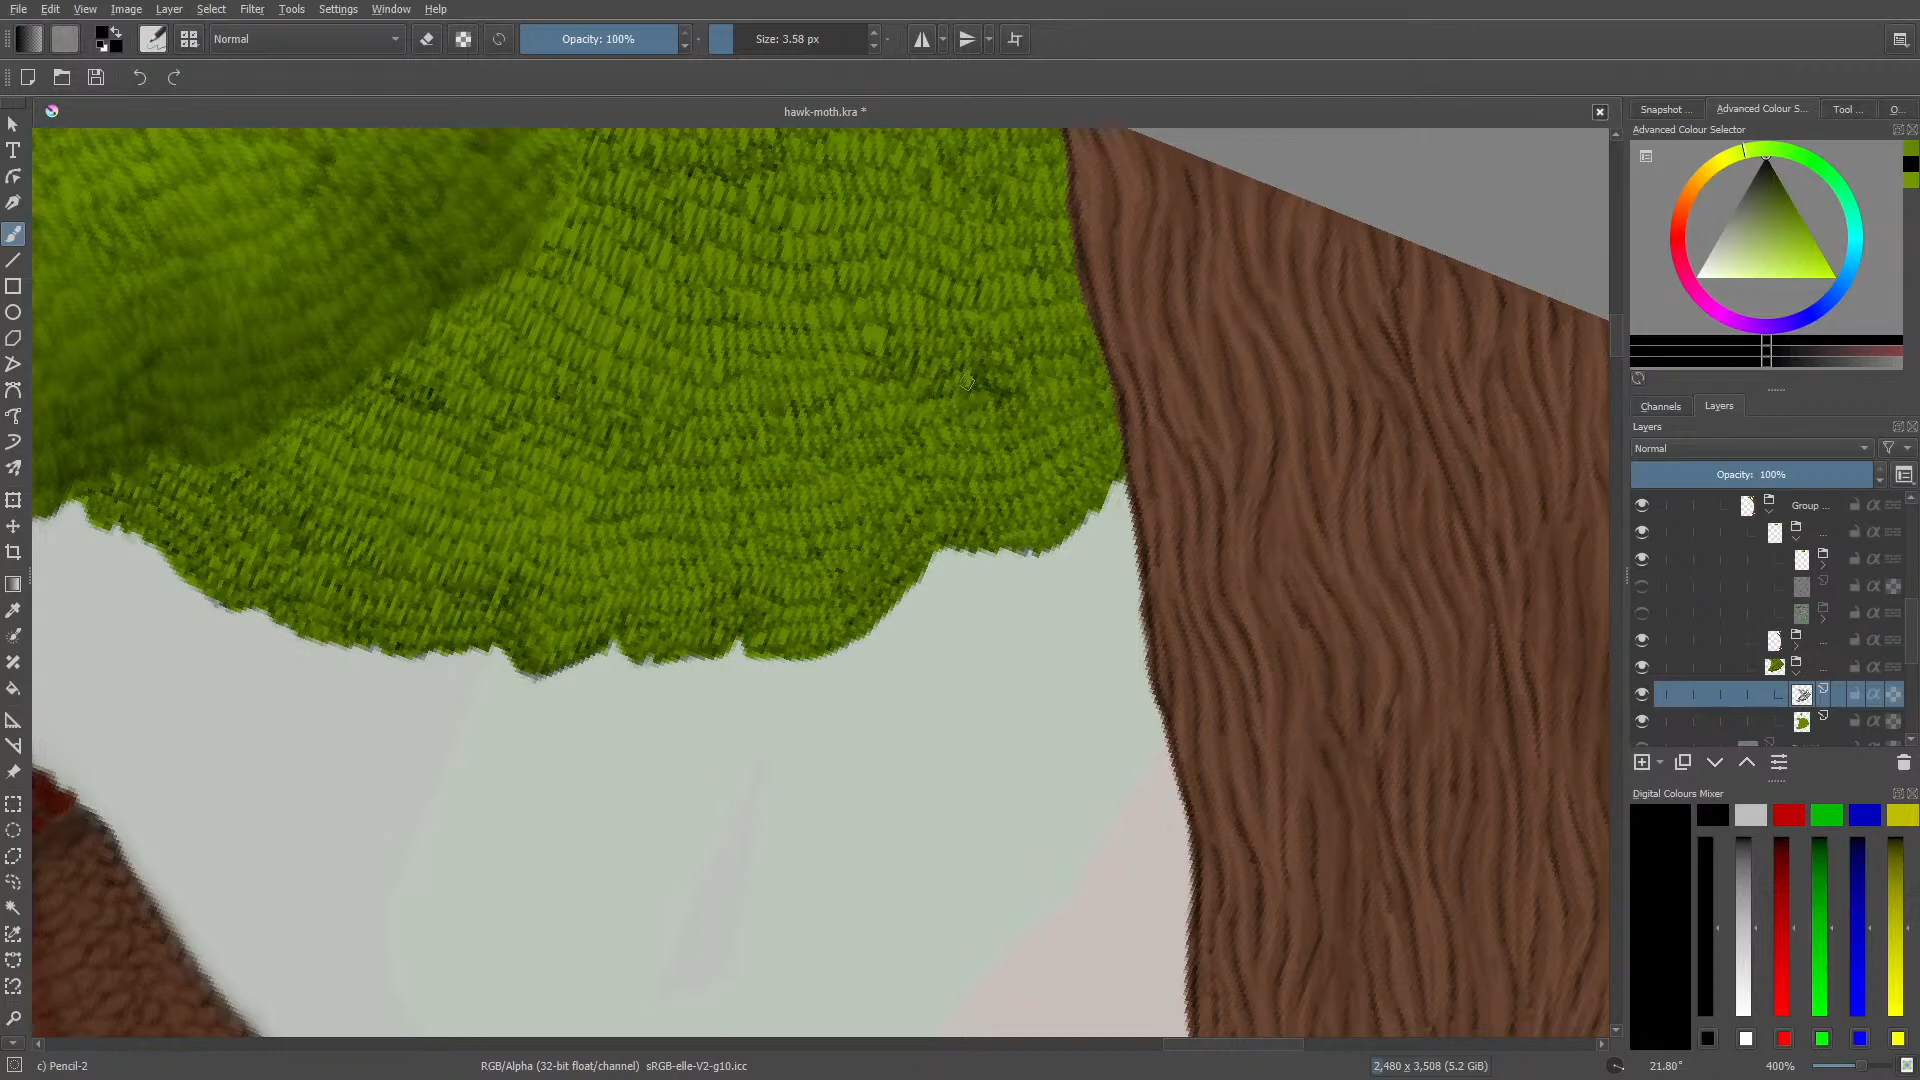 File Edit View Image Layer Select Filter Tools Settings Window Help
Normal Opacity: 100% Size: 3.58 px
hawk-moth.kra *
Snapshot ... Advanced Colour S... Tool ... O...
Advanced Colour Selector
Channels Layers
Layers
Normal
Opacity: 100%
Group ...
...
...
...
Digital Colours Mixer
c) Pencil-2 RGB/Alpha (32-bit float/channel) sRGB-elle-V2-g10.icc 2,480 x 3,508 (5.2 GiB) 21.80° 400%